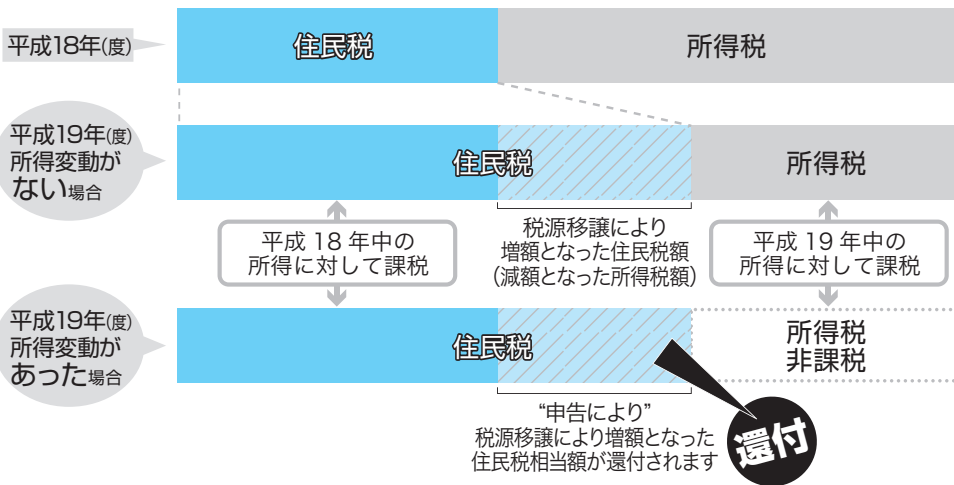 平成18年(度)
住民税
所得税
平成19年(度)
所得変動が
ない場合
住民税
所得税
平成 18 年中の
所得に対して課税
税源移譲により
増額となった住民税額
(減額となった所得税額)
平成 19 年中の
所得に対して課税
平成19年(度)
所得変動が
あった場合
住民税
所得税
非課税
“申告により”
税源移譲により増額となった
住民税相当額が還付されます
還付